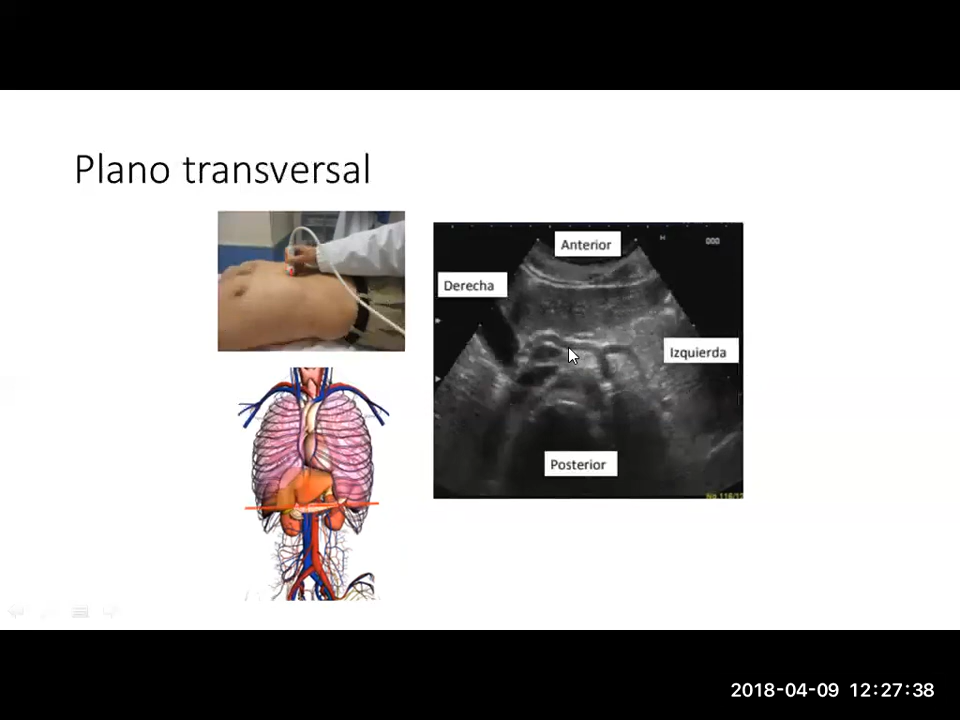 Plano transversal
Anterior
Derecha
Izquierda
Posterior
2018-04-09 12:27:38